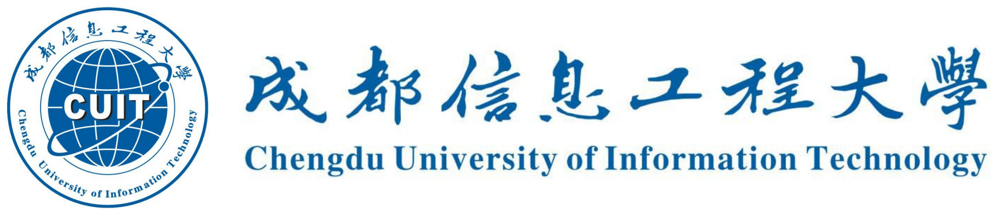 成都信息工程大學
CUIT
Chengdu University of Information Technology
成都信息工程大學
Chengdu University of Information Technology